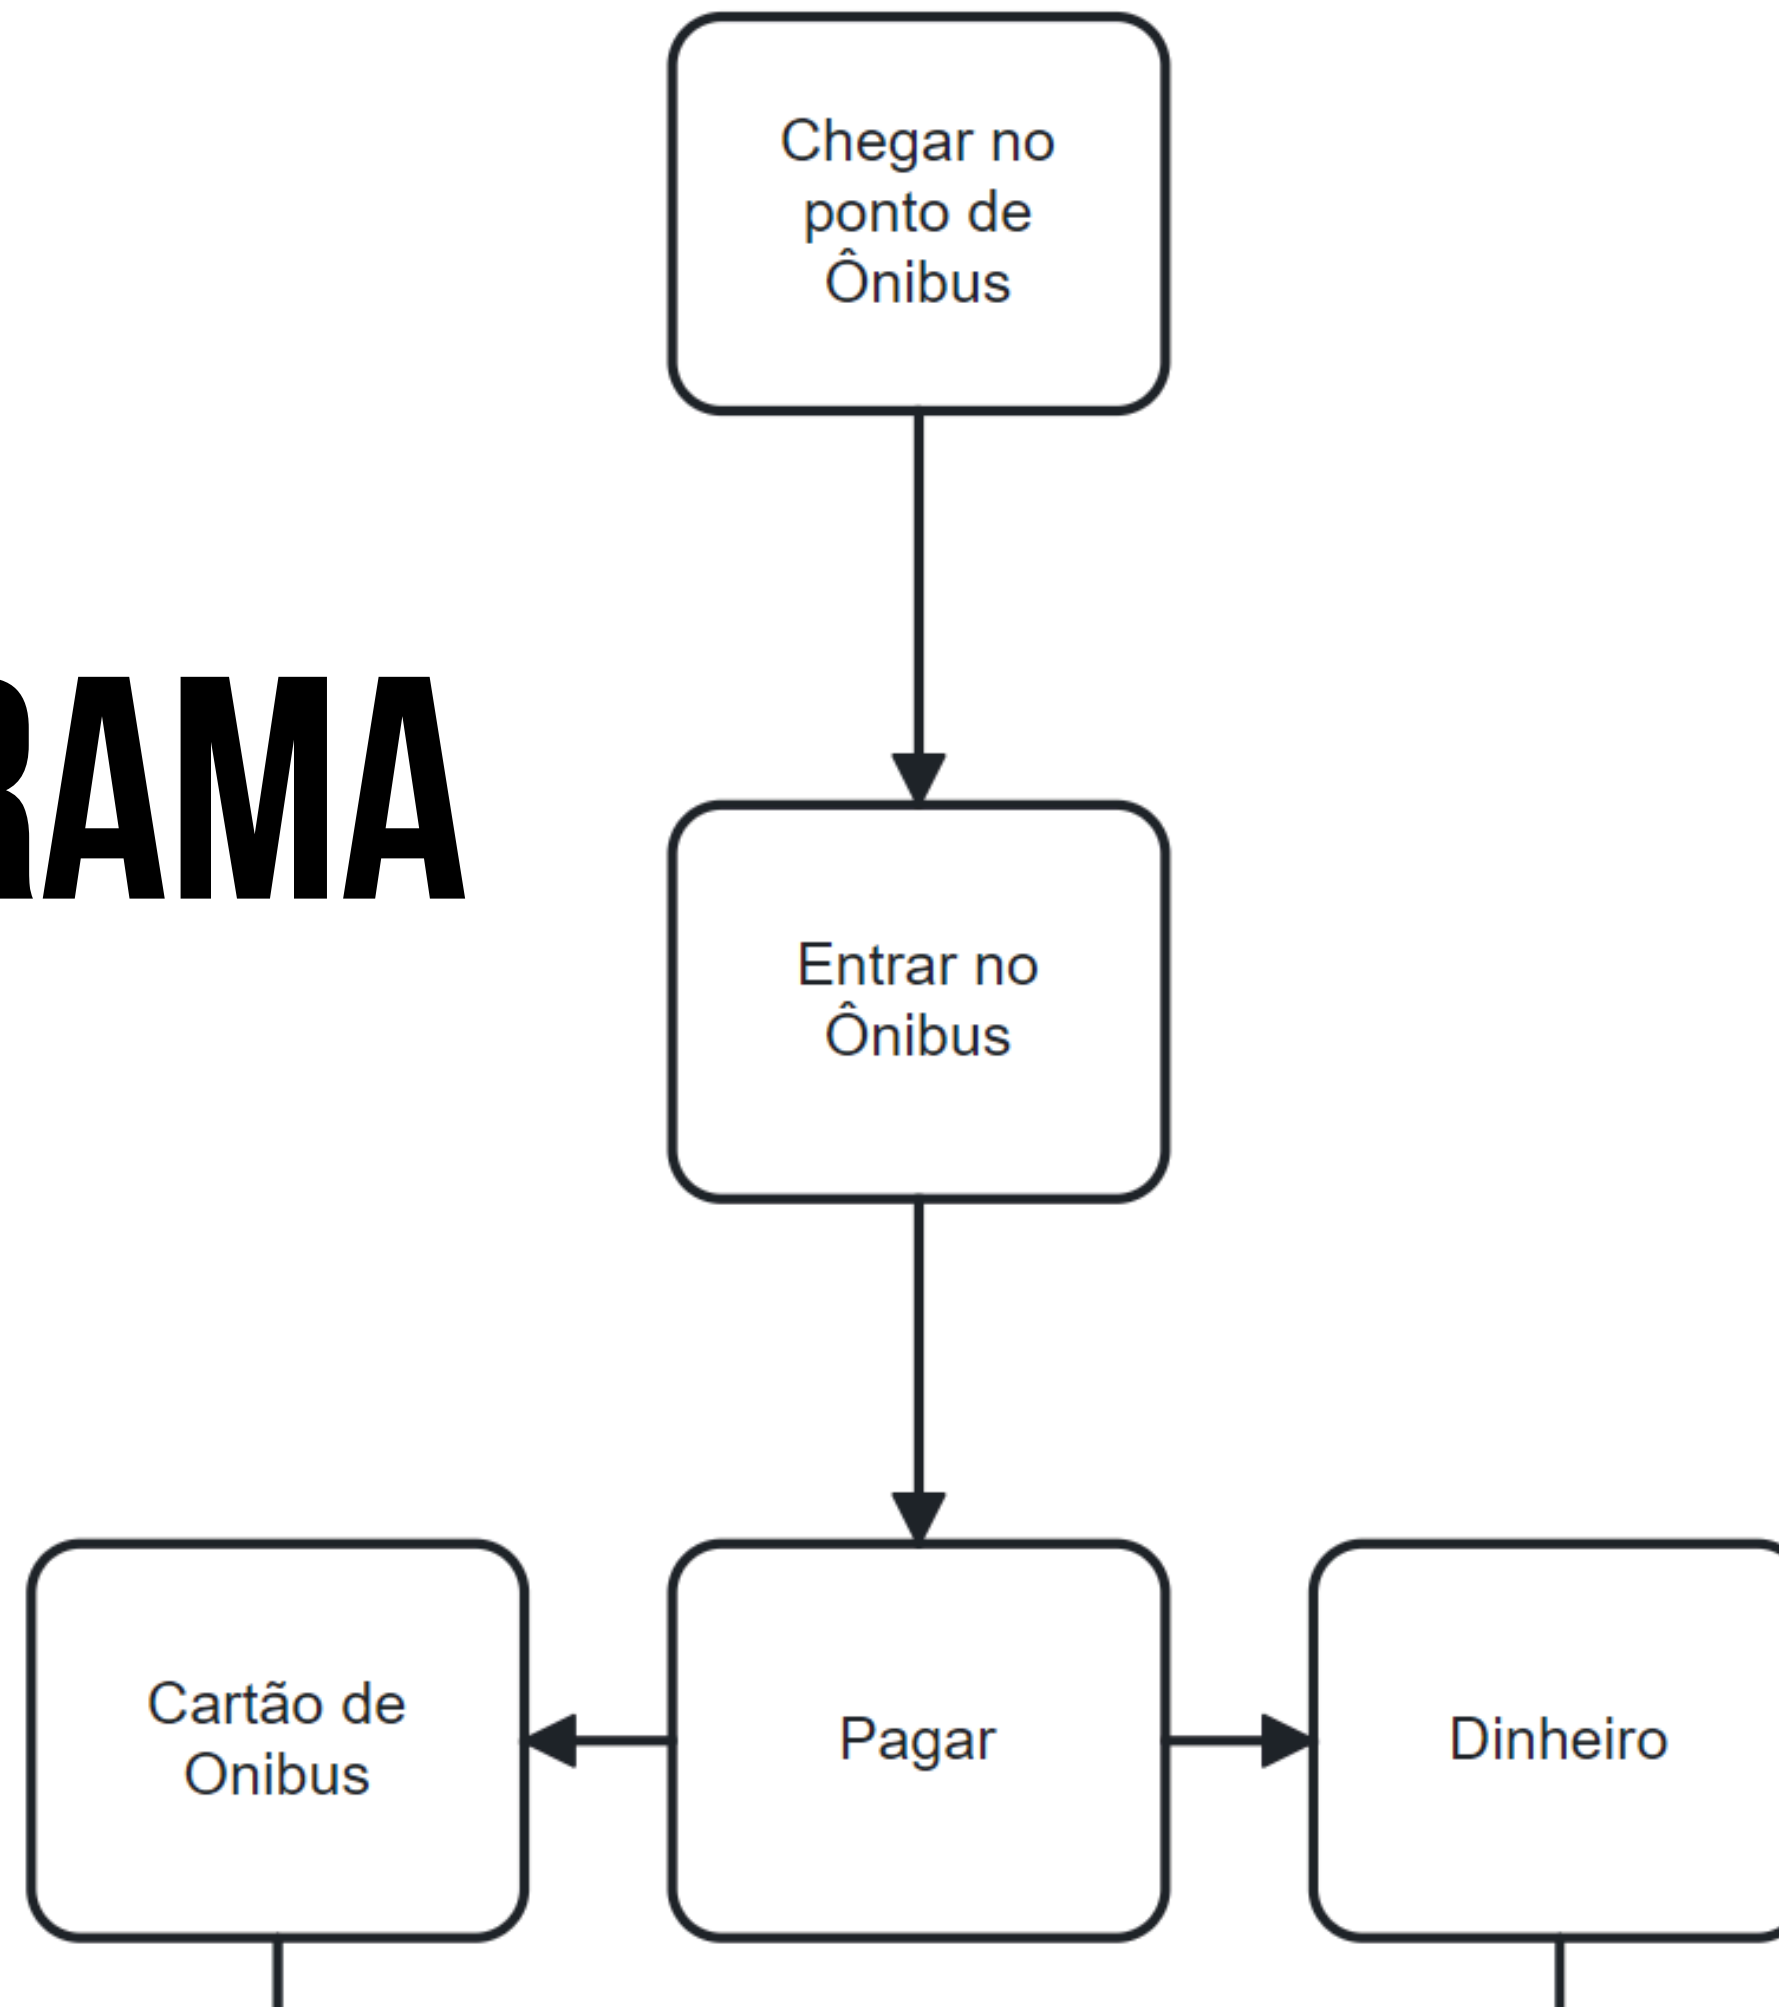 Chegar no
ponto de
Ônibus
RAMA
Entrar no
Ônibus
Cartão de
Onibus
Pagar
Dinheiro